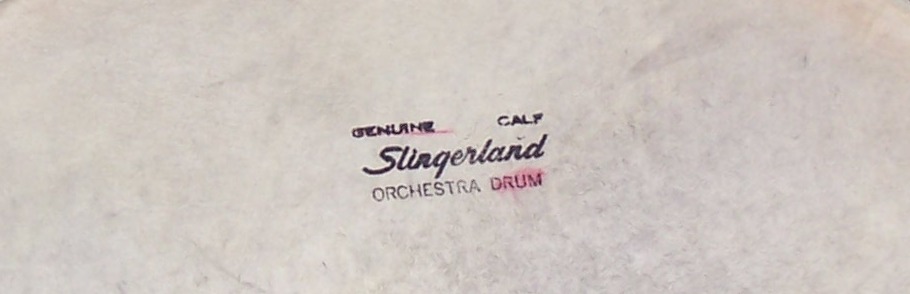 GENUINE CALF
Slingerland
ORCHESTRA DRUM